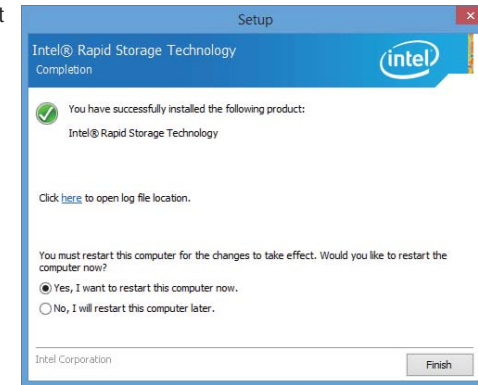 t
Setup
Intel® Rapid Storage Technology
Completion
intel
You have successfully installed the following product:
Intel® Rapid Storage Technology
Click here to open log file location.
You must restart this computer for the changes to take effect. Would you like to restart the
computer now?
Yes, I want to restart this computer now.
No, I will restart this computer later.
Intel Corporation
Finish